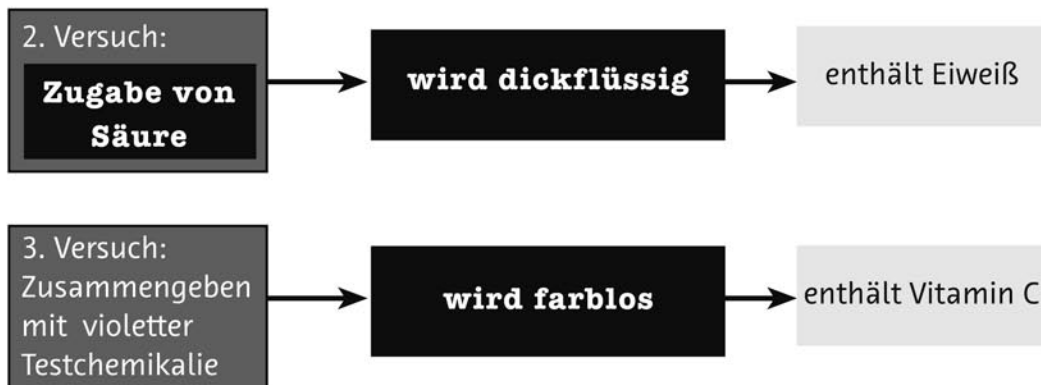 2. Versuch:
Zugabe von
Säure
wird dickflüssig
enthält Eiweiß
3. Versuch:
Zusammengeben
mit violetter
Testchemikalie
wird farblos
enthält Vitamin C